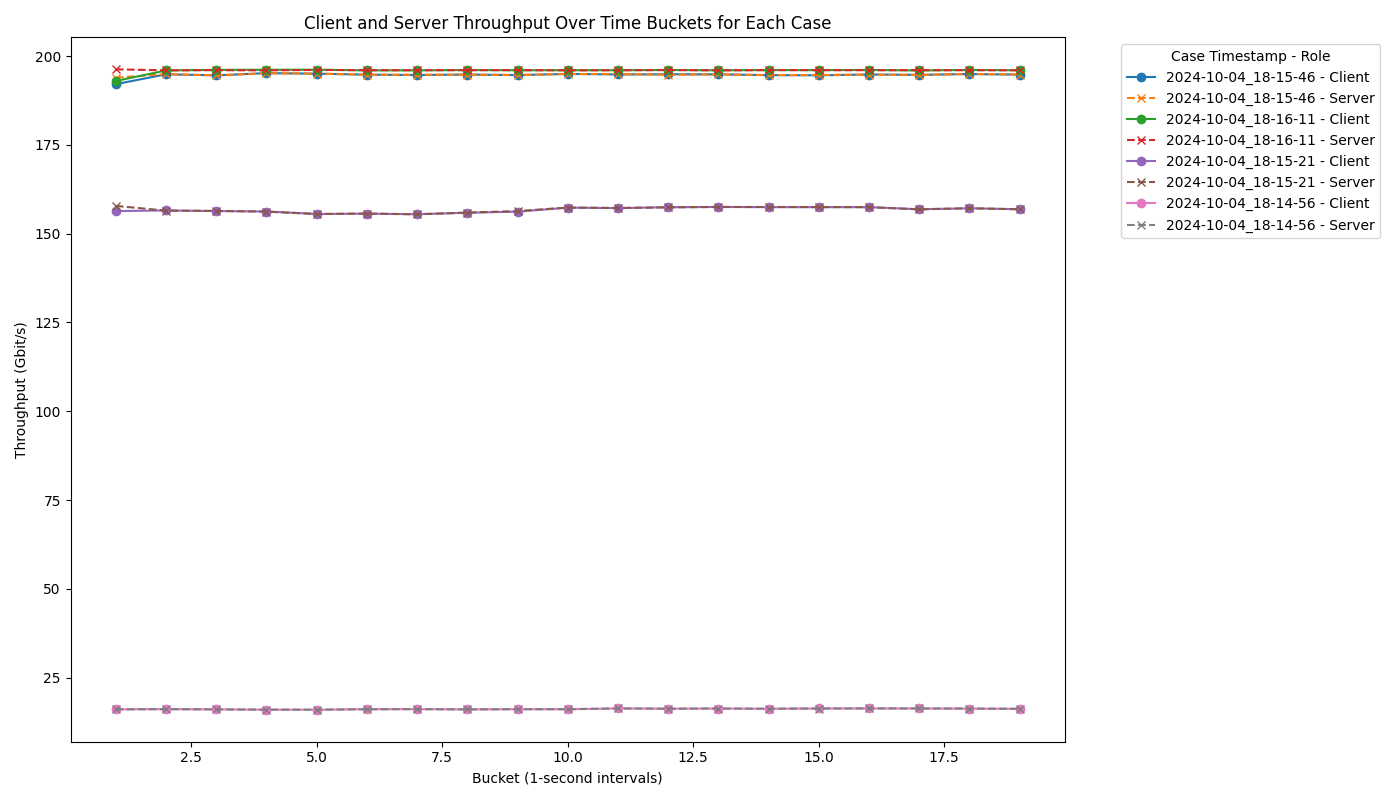 Client and Server Throughput Over Time Buckets for Each Case
200
175
150
125
100
75
50
25
Throughput (Gbit/s)
2.5
5.0
7.5
10.0
12.5
15.0
17.5
Bucket (1-second intervals)
Case Timestamp - Role
2024-10-04_18-15-46 - Client
2024-10-04_18-15-46 - Server
2024-10-04_18-16-11 - Client
2024-10-04_18-16-11 - Server
2024-10-04_18-15-21 - Client
2024-10-04_18-15-21 - Server
2024-10-04_18-14-56 - Client
2024-10-04_18-14-56 - Server